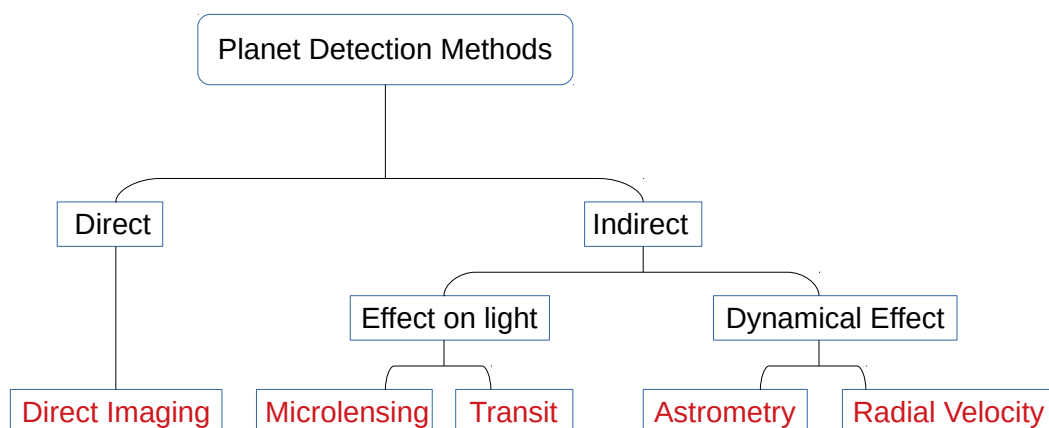 Planet Detection Methods
Direct
Indirect
Effect on light
Dynamical Effect
Direct Imaging
Microlensing
Transit
Astrometry
Radial Velocity